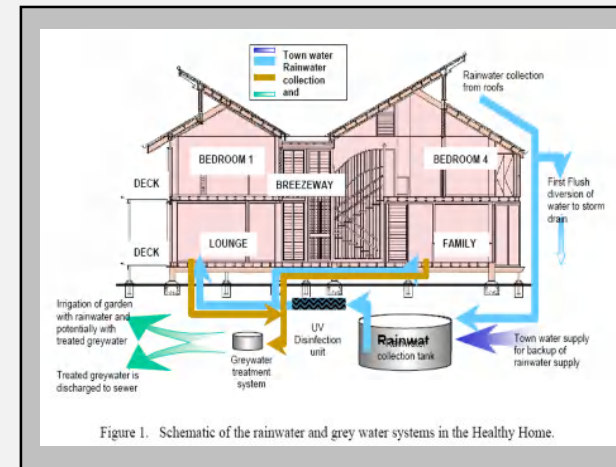 Town water
Rainwater
collection
and
Rainwater collection
from roofs
BEDROOM 1
BEDROOM 4
BREEZEWAY
DECK
First Flush
diversion of
water to storm
drain
DECK
LOUNGE
FAMILY
Irrigation of garden
with rainwater and
potentially with
treated greywater
UV
Disinfection
unit
Greywater
treatment
system
Rainwat
collection tank
Town water supply
for backup of
rainwater supply
Treated greywater is
discharged to sewer
Figure 1. Schematic of the rainwater and grey water systems in the Healthy Home.